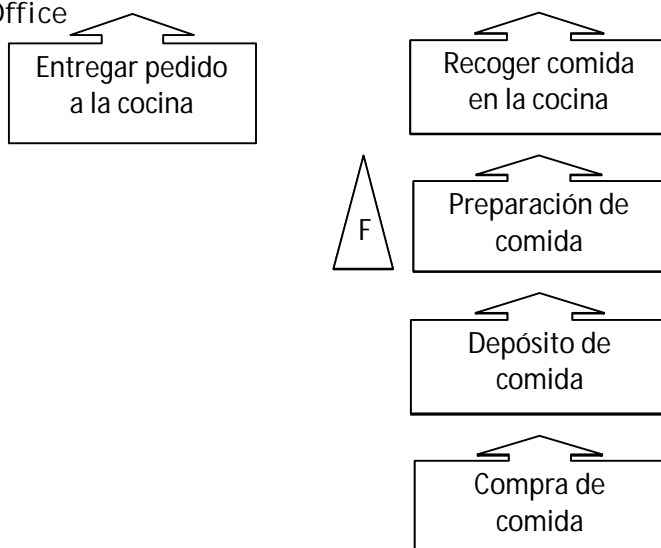 Office
Entregar pedido
a la cocina
Recoger comida
en la cocina
F
Preparación de
comida
Depósito de
comida
Compra de
comida